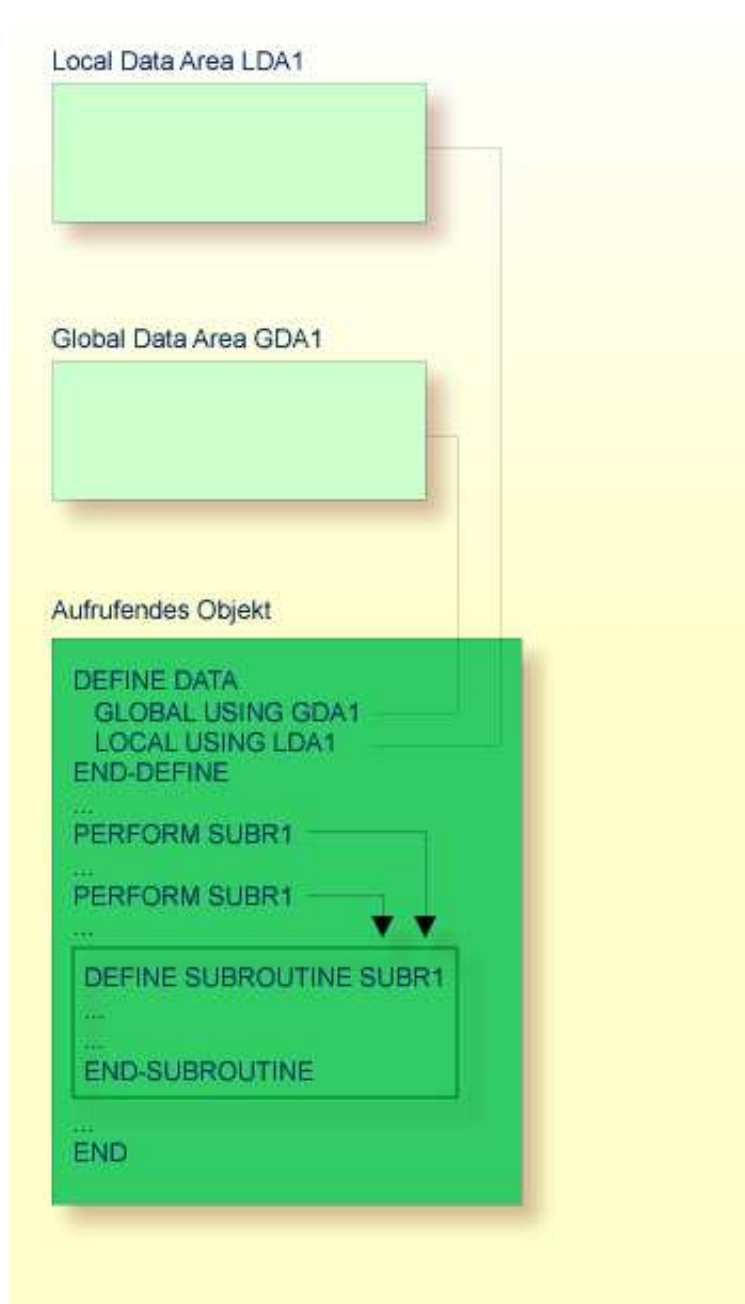 Local Data Area LDA1
Global Data Area GDA1
Aufrufendes Objekt
DEFINE DATA
GLOBAL USING GDA1
LOCAL USING LDA1
END-DEFINE
...
PERFORM SUBR1
...
PERFORM SUBR1
...
DEFINE SUBROUTINE SUBR1
...
...
END-SUBROUTINE
...
END